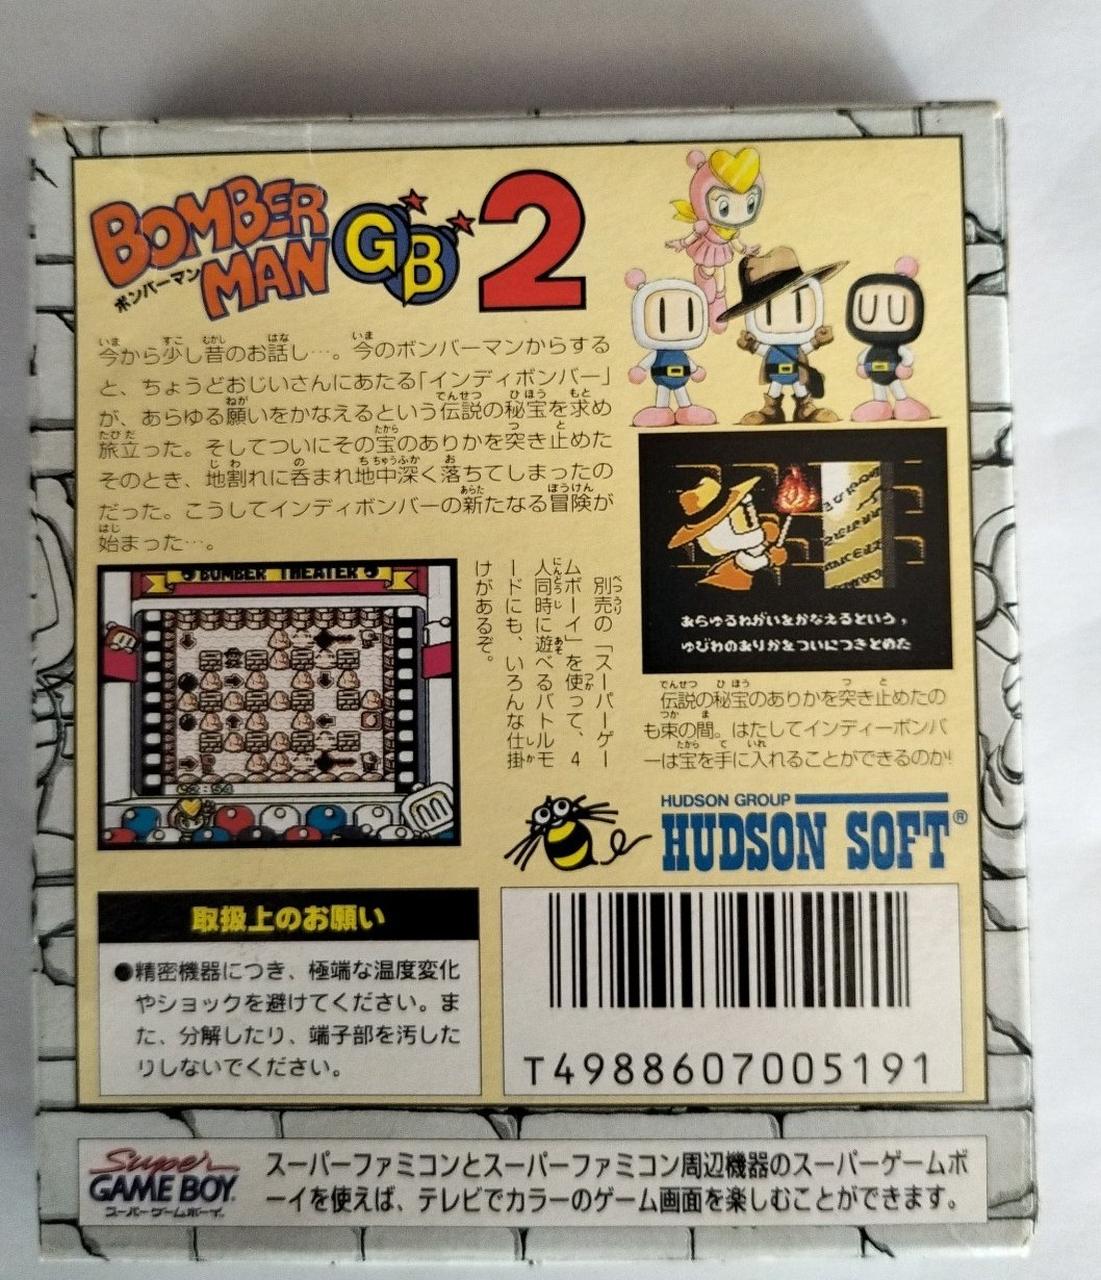 BOMBER
MAN
ボンバーマン
GB
2
今から少し昔のお話し…。今のボンバーマンからする
と、ちょうどおじいさんにあたる「インディボンバー」
が、あらゆる願いをかなえるという伝説の秘宝を求め
旅立った。そしてついにその宝のありかを突き止めた
そのとき、地割れに呑まれ地中深く落ちてしまったの
だった。こうしてインディボンバーの新たなる冒険が
始まった…。
BOMBER THEATER
別売の「スーパーゲー
ムボーイ」を使って、4
人同時に遊べるバトルモ
ードにも、いろんな仕掛
けがあるぞ。
あらゆるねがいをかなえるという，
ゆびわのありかをついにつきとめた
伝説の秘宝のありかを突き止めたの
も束の間。はたしてインディーボンバ
ーは宝を手に入れることができるのか!
HUDSON GROUP
HUDSON SOFT®
取扱上のお願い
●精密機器につき、極端な温度変化
やショックを避けてください。ま
た、分解したり、端子部を汚した
りしないでください。
T4988607005191
Super
GAME BOY.
スーパーゲームボーイ.
スーパーファミコンとスーパーファミコン周辺機器のスーパーゲームボ
ーイを使えば、テレビでカラーのゲーム画面を楽しむことができます。